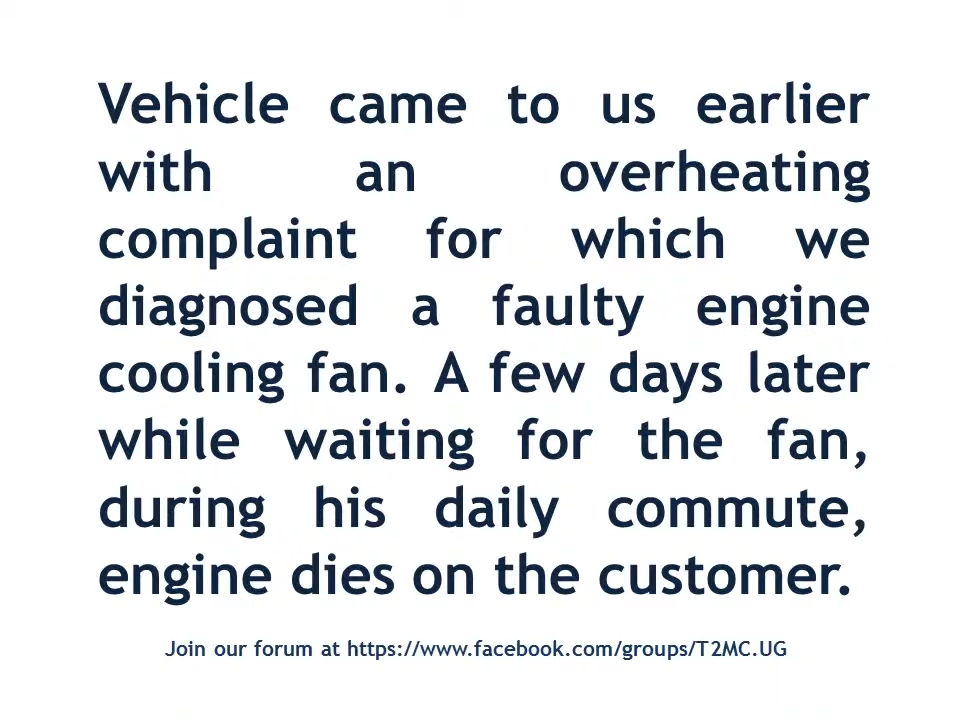 Vehicle came to us earlier
with an overheating
complaint for which we
diagnosed a faulty engine
cooling fan. A few days later
while waiting for the fan,
during his daily commute,
engine dies on the customer.
Join our forum at https://www.facebook.com/groups/T2MC.UG